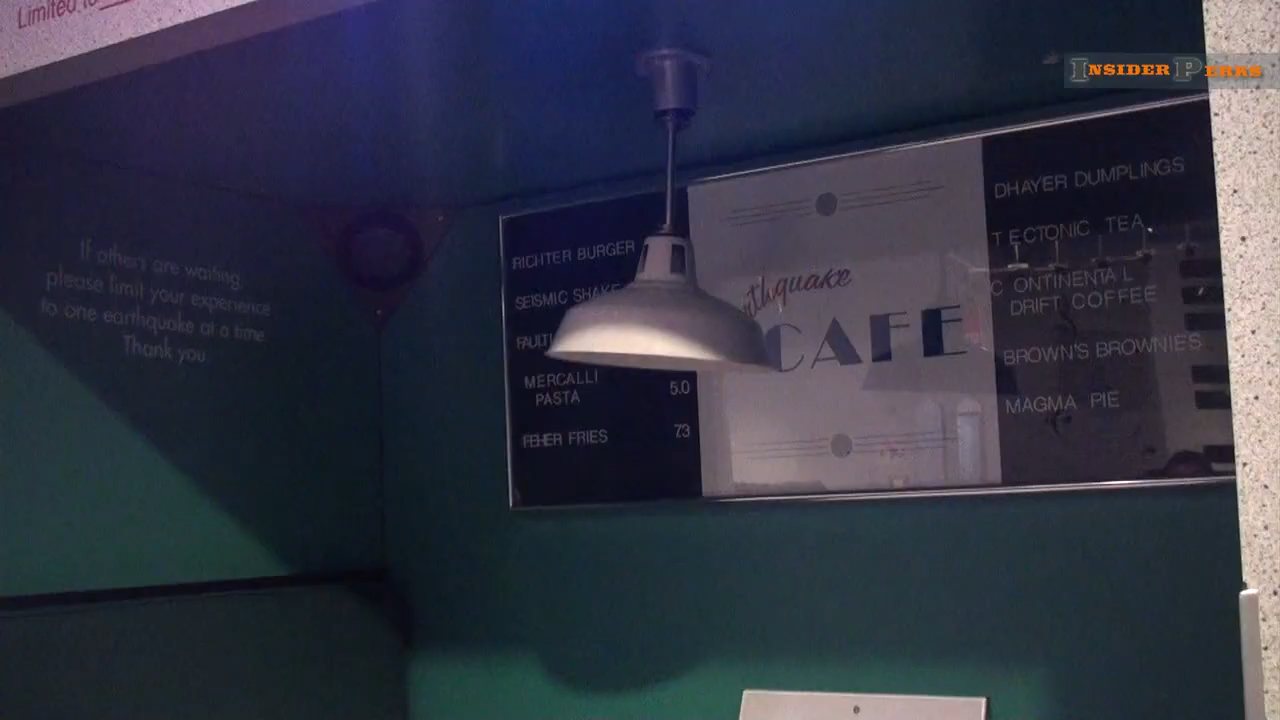 Limited to
INSIDER PERKS
If others are waiting,
please limit your experience
to one earthquake at a time.
Thank you
RICHTER BURGER
SEISMIC SHAKE
MERCALLI
PASTA 5.0
FEHER FRIES 73
CAFE
DHAYER DUMPLINGS
TECTONIC TEA
CONTINENTAL
DRIFT COFFEE
BROWN'S BROWNIES
MAGMA PIE